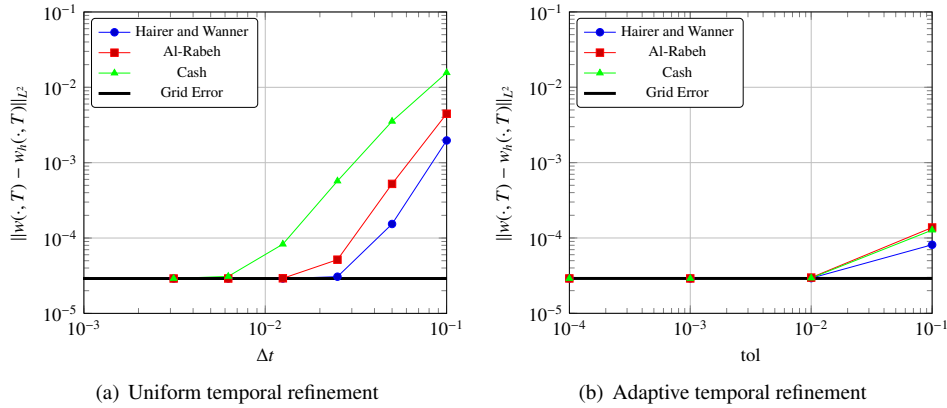 10^{-1}
10^{-2}
10^{-3}
10^{-4}
10^{-5}
||w(·, T) − w_h(·, T)||_{L^2}
Hairer and Wanner
Al-Rabeh
Cash
Grid Error
10^{-3}
10^{-2}
10^{-1}
Δt
(a) Uniform temporal refinement
10^{-1}
10^{-2}
10^{-3}
10^{-4}
10^{-5}
||w(·, T) − w_h(·, T)||_{L^2}
Hairer and Wanner
Al-Rabeh
Cash
Grid Error
10^{-4}
10^{-3}
10^{-2}
10^{-1}
tol
(b) Adaptive temporal refinement